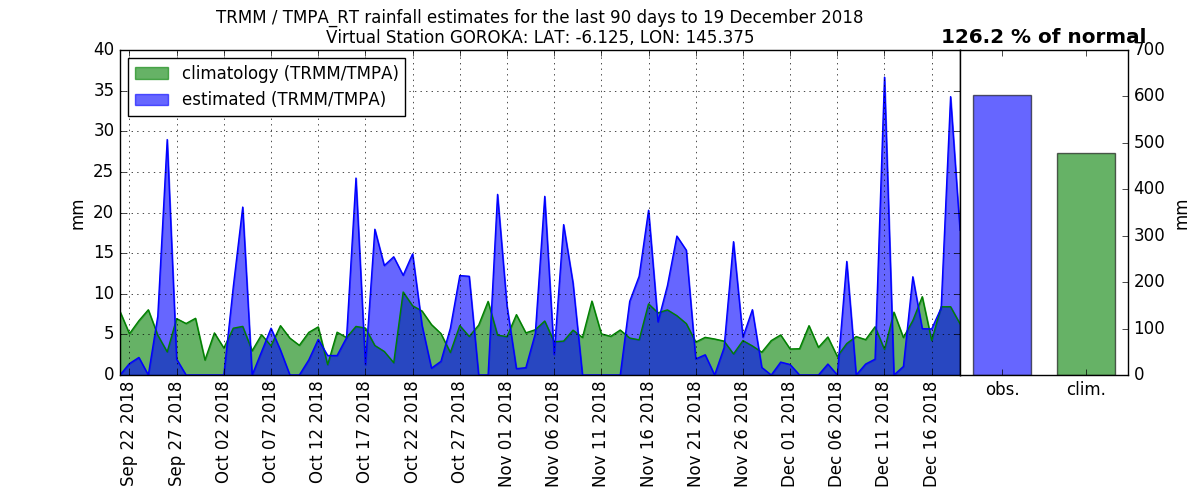 TRMM / TMPA_RT rainfall estimates for the last 90 days to 19 December 2018
Virtual Station GOROKA: LAT: -6.125, LON: 145.375
126.2 % of normal
climatology (TRMM/TMPA)
estimated (TRMM/TMPA)
40
35
30
25
20
15
10
5
0
mm
Sep 22 2018
Sep 27 2018
Oct 02 2018
Oct 07 2018
Oct 12 2018
Oct 17 2018
Oct 22 2018
Oct 27 2018
Nov 01 2018
Nov 06 2018
Nov 11 2018
Nov 16 2018
Nov 21 2018
Nov 26 2018
Dec 01 2018
Dec 06 2018
Dec 11 2018
Dec 16 2018
obs.
clim.
700
600
500
400
300
200
100
0
mm